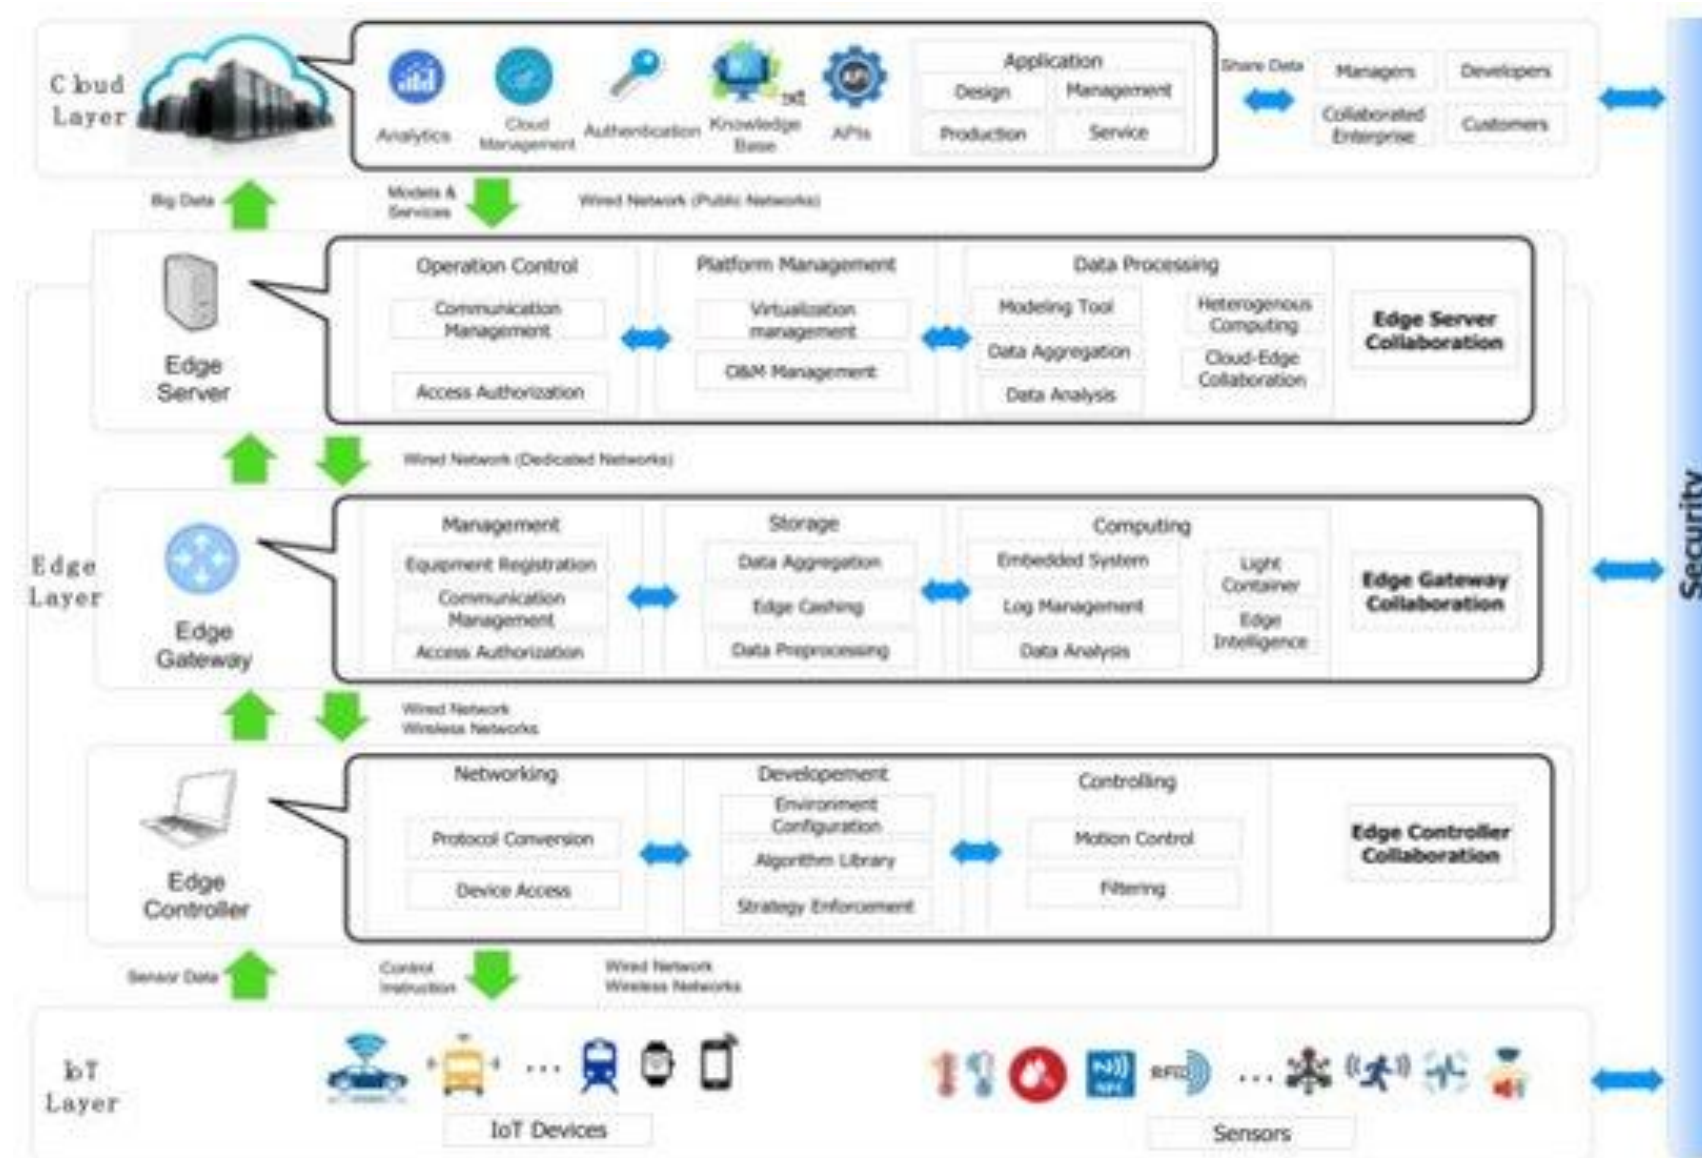 Cloud
Layer
Analytics
Cloud
Management
Authentication
Knowledge
Base
APIs
Application
Design
Management
Production
Service
Share Data
Managers
Developers
Collaborated
Enterprise
Customers
Big Data
Models &
Services
Wired Network (Public Networks)
Edge
Server
Operation Control
Communication
Management
Access Authorization
Platform Management
Virtualization
management
O&M Management
Data Processing
Modeling Tool
Data Aggregation
Data Analysis
Heterogenous
Computing
Cloud-Edge
Collaboration
Edge Server
Collaboration
Wired Network (Dedicated Networks)
Edge
Layer
Edge
Gateway
Management
Equipment Registration
Communication
Management
Access Authorization
Storage
Data Aggregation
Edge Cashing
Data Preprocessing
Computing
Embedded System
Log Management
Data Analysis
Light
Container
Edge
Intelligence
Edge Gateway
Collaboration
Security
Wired Network
Wireless Networks
Edge
Controller
Networking
Protocol Conversion
Device Access
Developement
Environment
Configuration
Algorithm Library
Strategy Enforcement
Controlling
Motion Control
Filtering
Edge Controller
Collaboration
Sensor Data
Control
Instruction
Wired Network
Wireless Networks
IoT
Layer
IoT Devices
NFC
RFID
Sensors